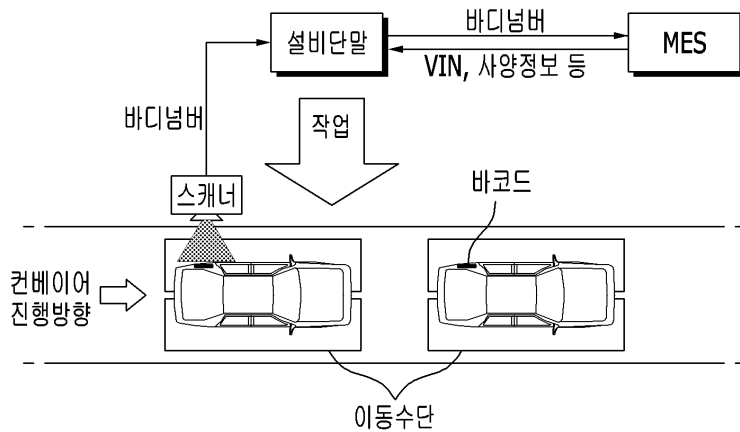 바디넘버
설비단말
MES
VIN, 사양정보 등
바디넘버
작업
스캐너
바코드
컨베이어
진행방향
이동수단